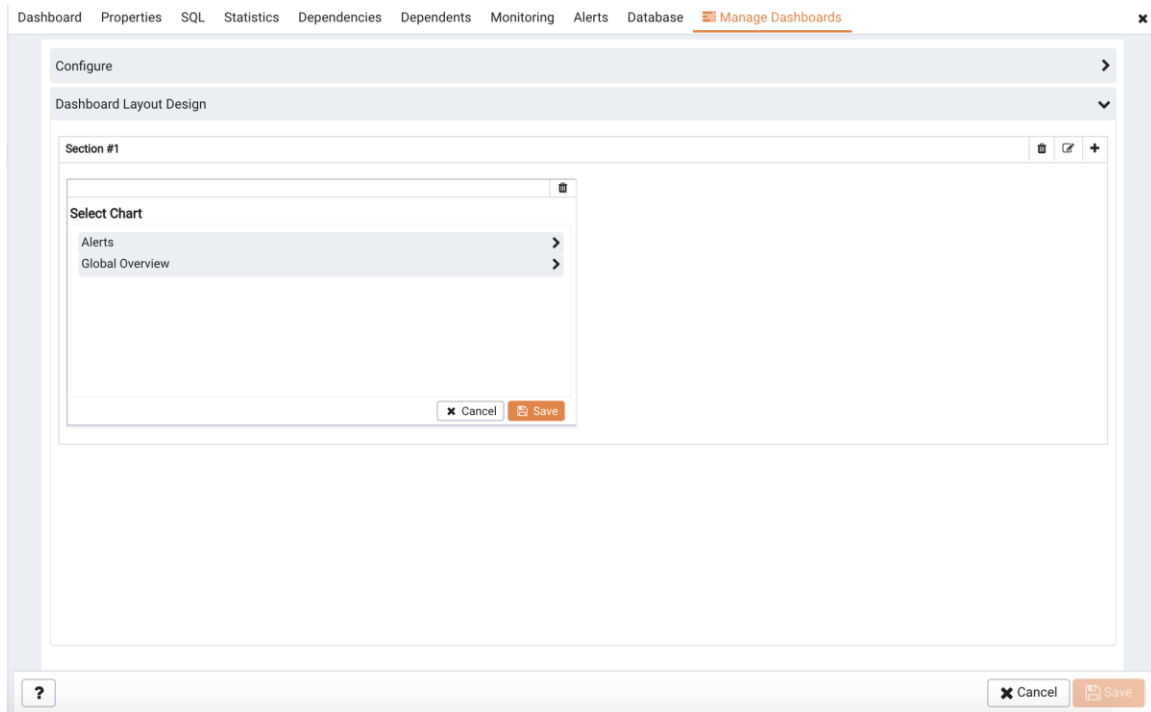 Dashboard Properties SQL Statistics Dependencies Dependents Monitoring Alerts Database Manage Dashboards
Configure
Dashboard Layout Design
Section #1
Select Chart
Alerts
Global Overview
Cancel Save
? Cancel Save